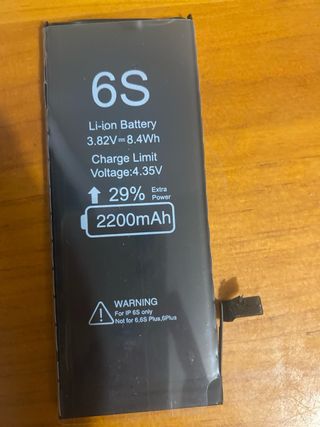 6S
Li-ion Battery
3.82V⎓8.4Wh
Charge Limit
Voltage:4.35V
29% Extra Power
2200mAh
WARNING
For IP 6S only
Not for 6,6S Plus,6Plus